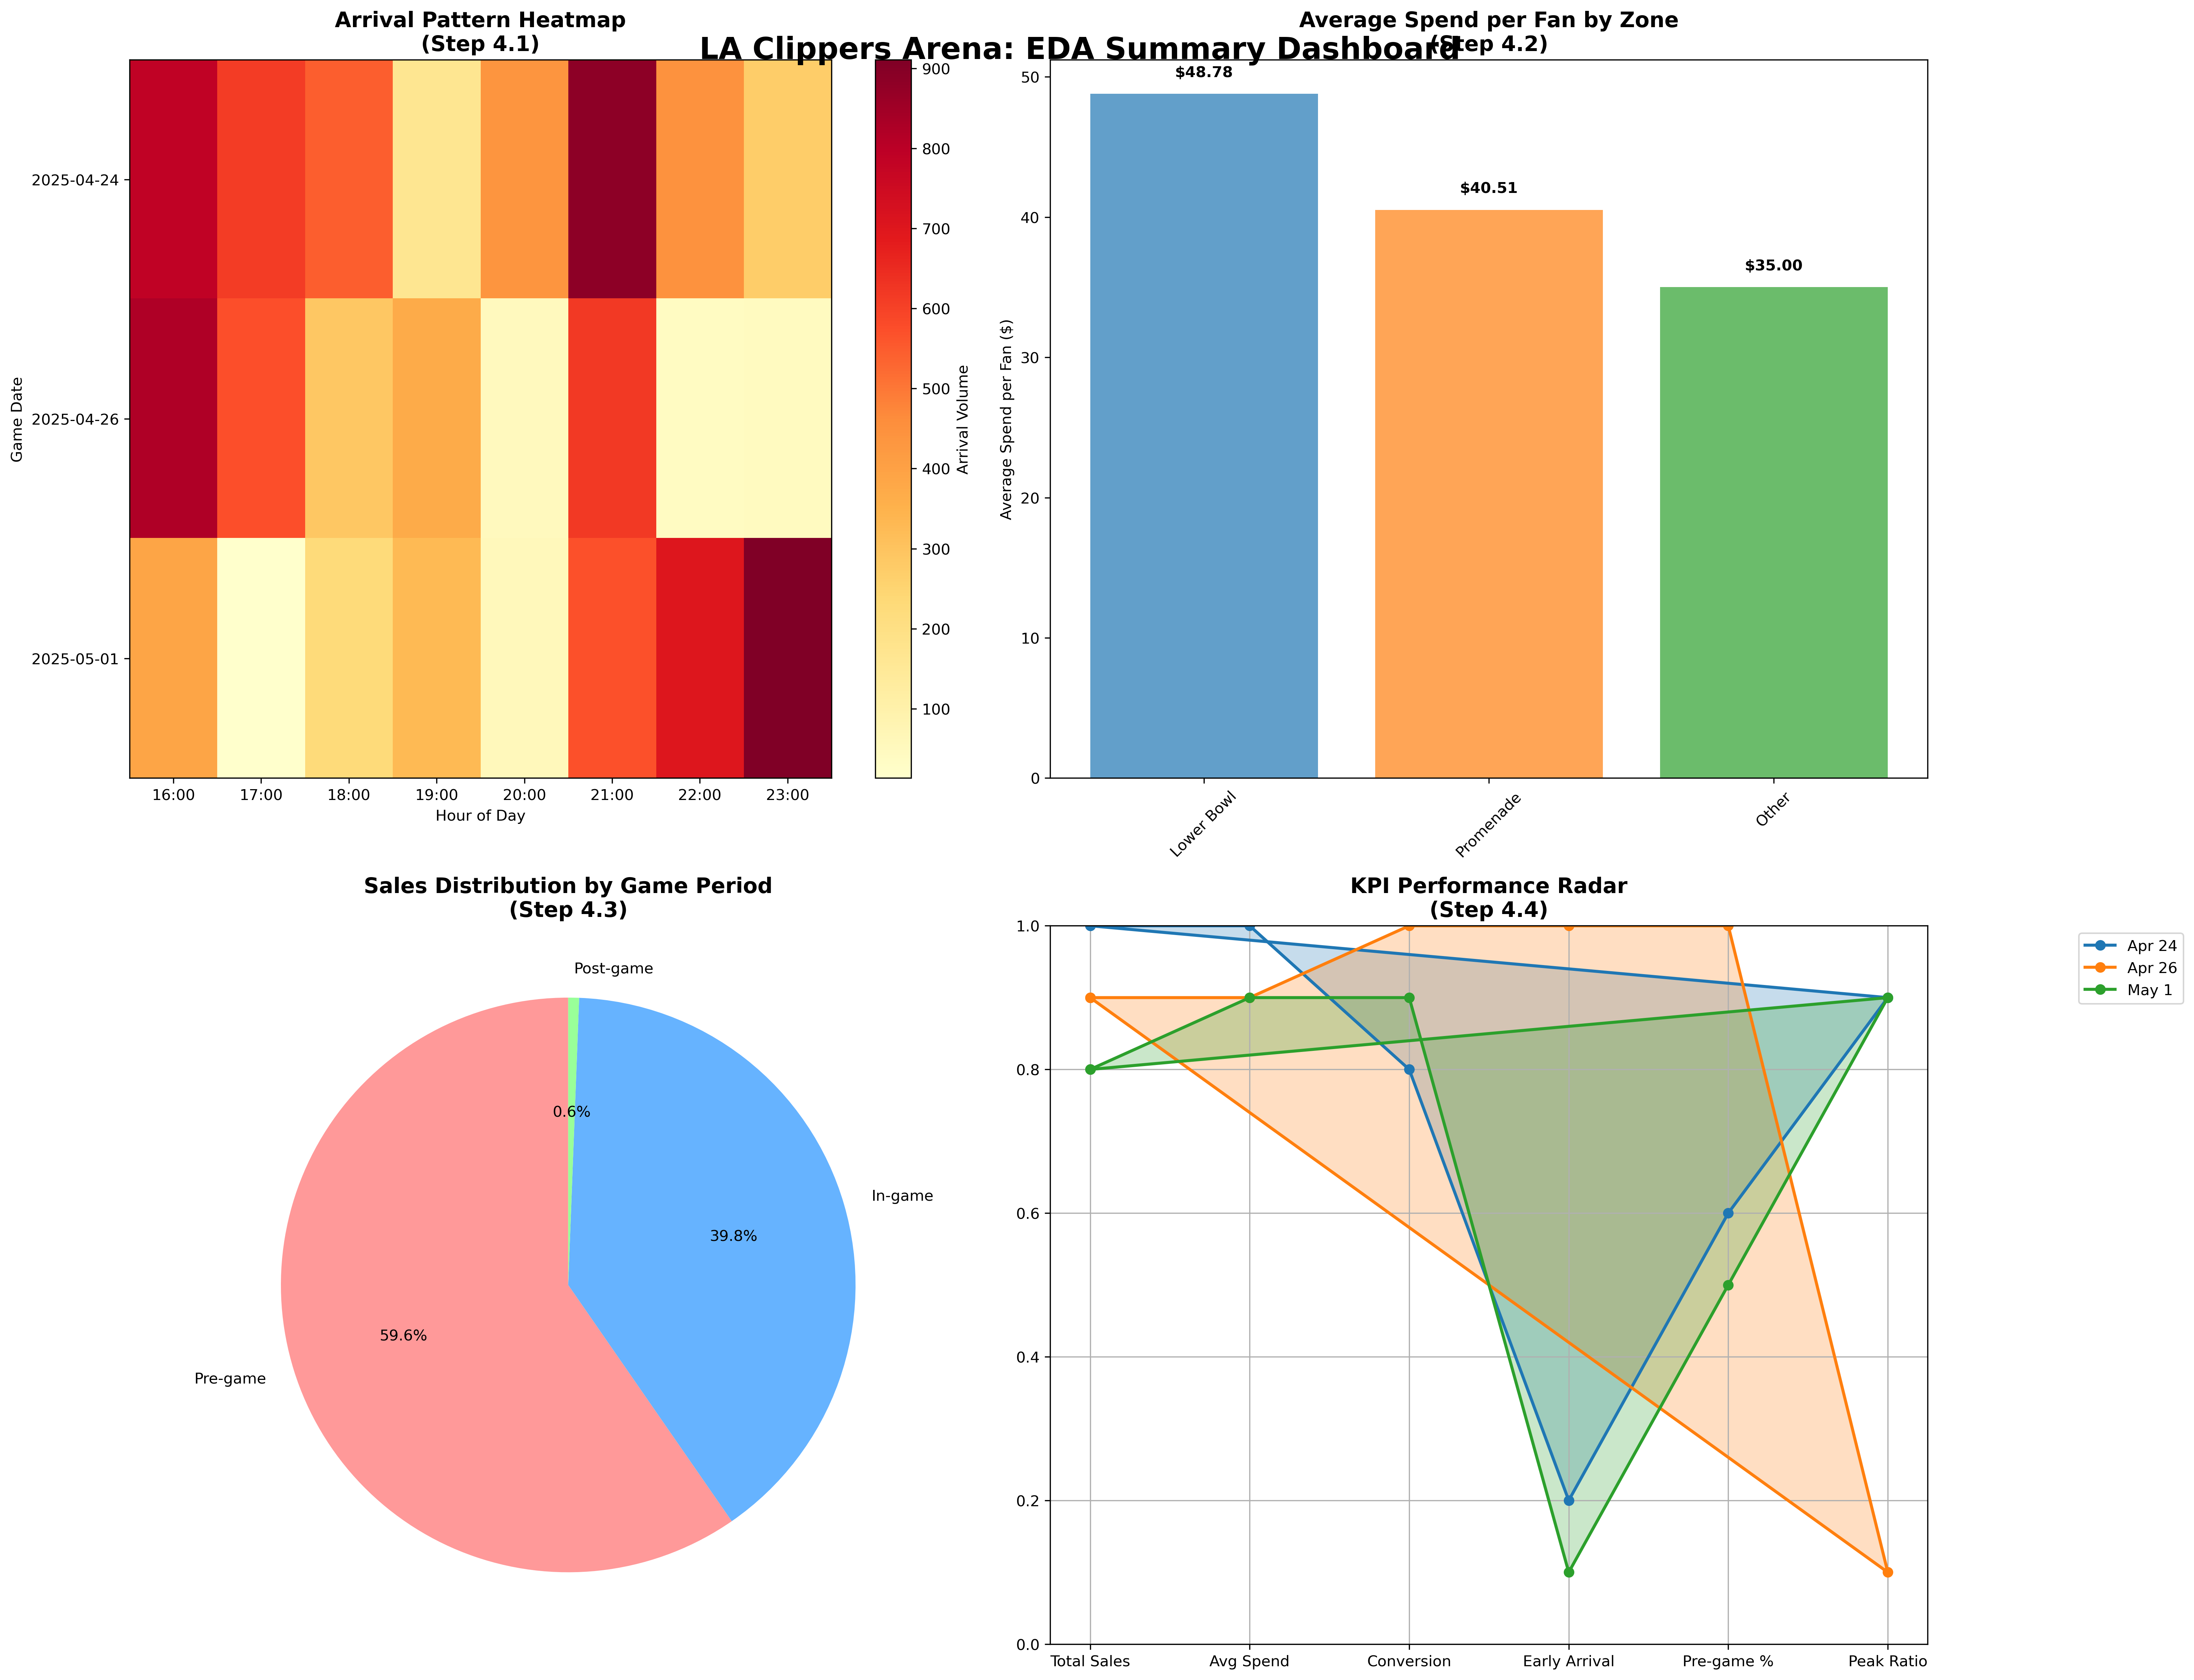 LA Clippers Arena: EDA Summary Dashboard
Arrival Pattern Heatmap
(Step 4.1)
Game Date
2025-04-24
2025-04-26
2025-05-01
16:00 17:00 18:00 19:00 20:00 21:00 22:00 23:00
Hour of Day
900
800
700
600
500
400
300
200
100
Arrival Volume
Average Spend per Fan by Zone
(Step 4.2)
Average Spend per Fan ($)
50
40
30
20
10
0
$48.78
$40.51
$35.00
Lower Bowl
Promenade
Other
Sales Distribution by Game Period
(Step 4.3)
Post-game
0.6%
In-game
39.8%
59.6%
Pre-game
KPI Performance Radar
(Step 4.4)
1.0
0.8
0.6
0.4
0.2
0.0
Total Sales Avg Spend Conversion Early Arrival Pre-game % Peak Ratio
Apr 24
Apr 26
May 1